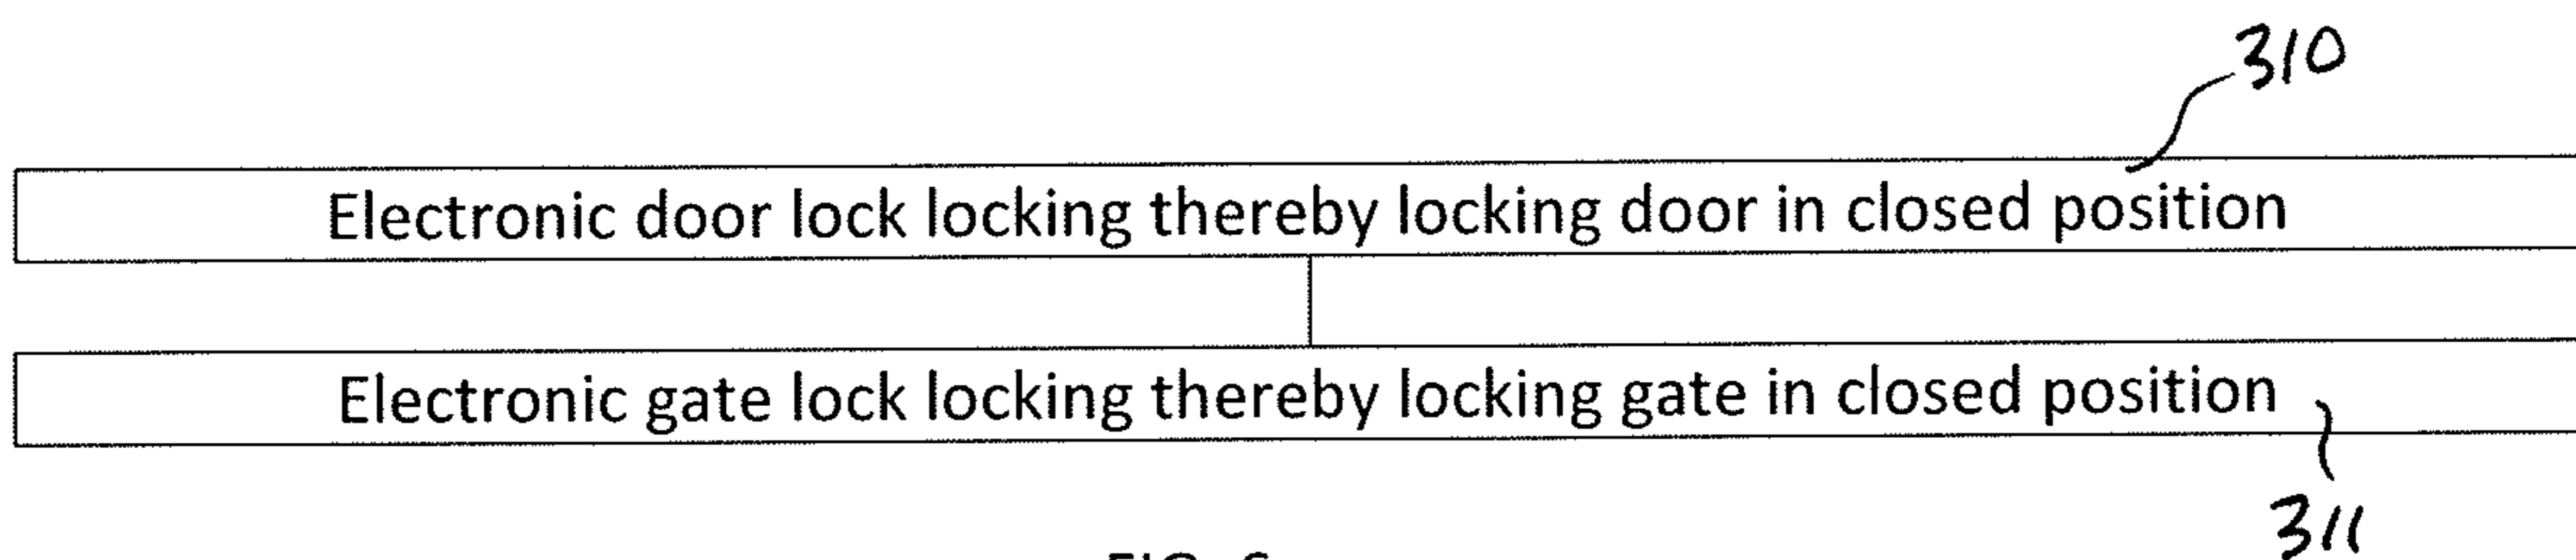 310
Electronic door lock locking thereby locking door in closed position
Electronic gate lock locking thereby locking gate in closed position
311